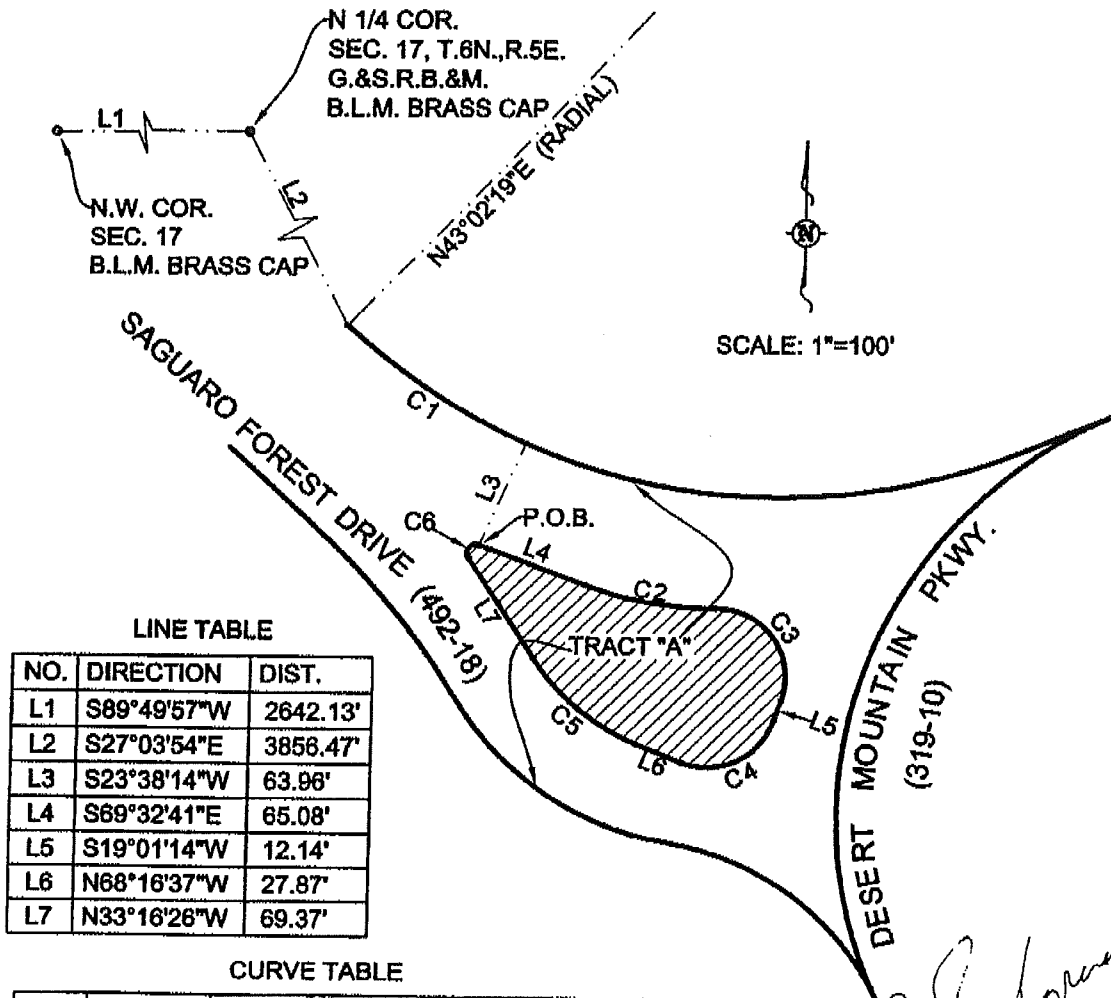 N 1/4 COR.
SEC. 17, T.6N.,R.5E.
G.&S.R.B.&M.
B.L.M. BRASS CAP
L1
L2
N43°02'19"E (RADIAL)
N.W. COR.
SEC. 17
B.L.M. BRASS CAP
N
SCALE: 1"=100'
SAGUARO FOREST DRIVE (492-18)
C1
L3
C6
P.O.B.
L4
C2
C3
L7
TRACT "A"
L5
C5
L6
C4
DESERT MOUNTAIN PKWY.
(319-10)
LINE TABLE
NO. DIRECTION DIST.
L1 S89°49'57"W 2642.13'
L2 S27°03'54"E 3856.47'
L3 S23°38'14"W 63.96'
L4 S69°32'41"E 65.08'
L5 S19°01'14"W 12.14'
L6 N68°16'37"W 27.87'
L7 N33°16'26"W 69.37'
CURVE TABLE